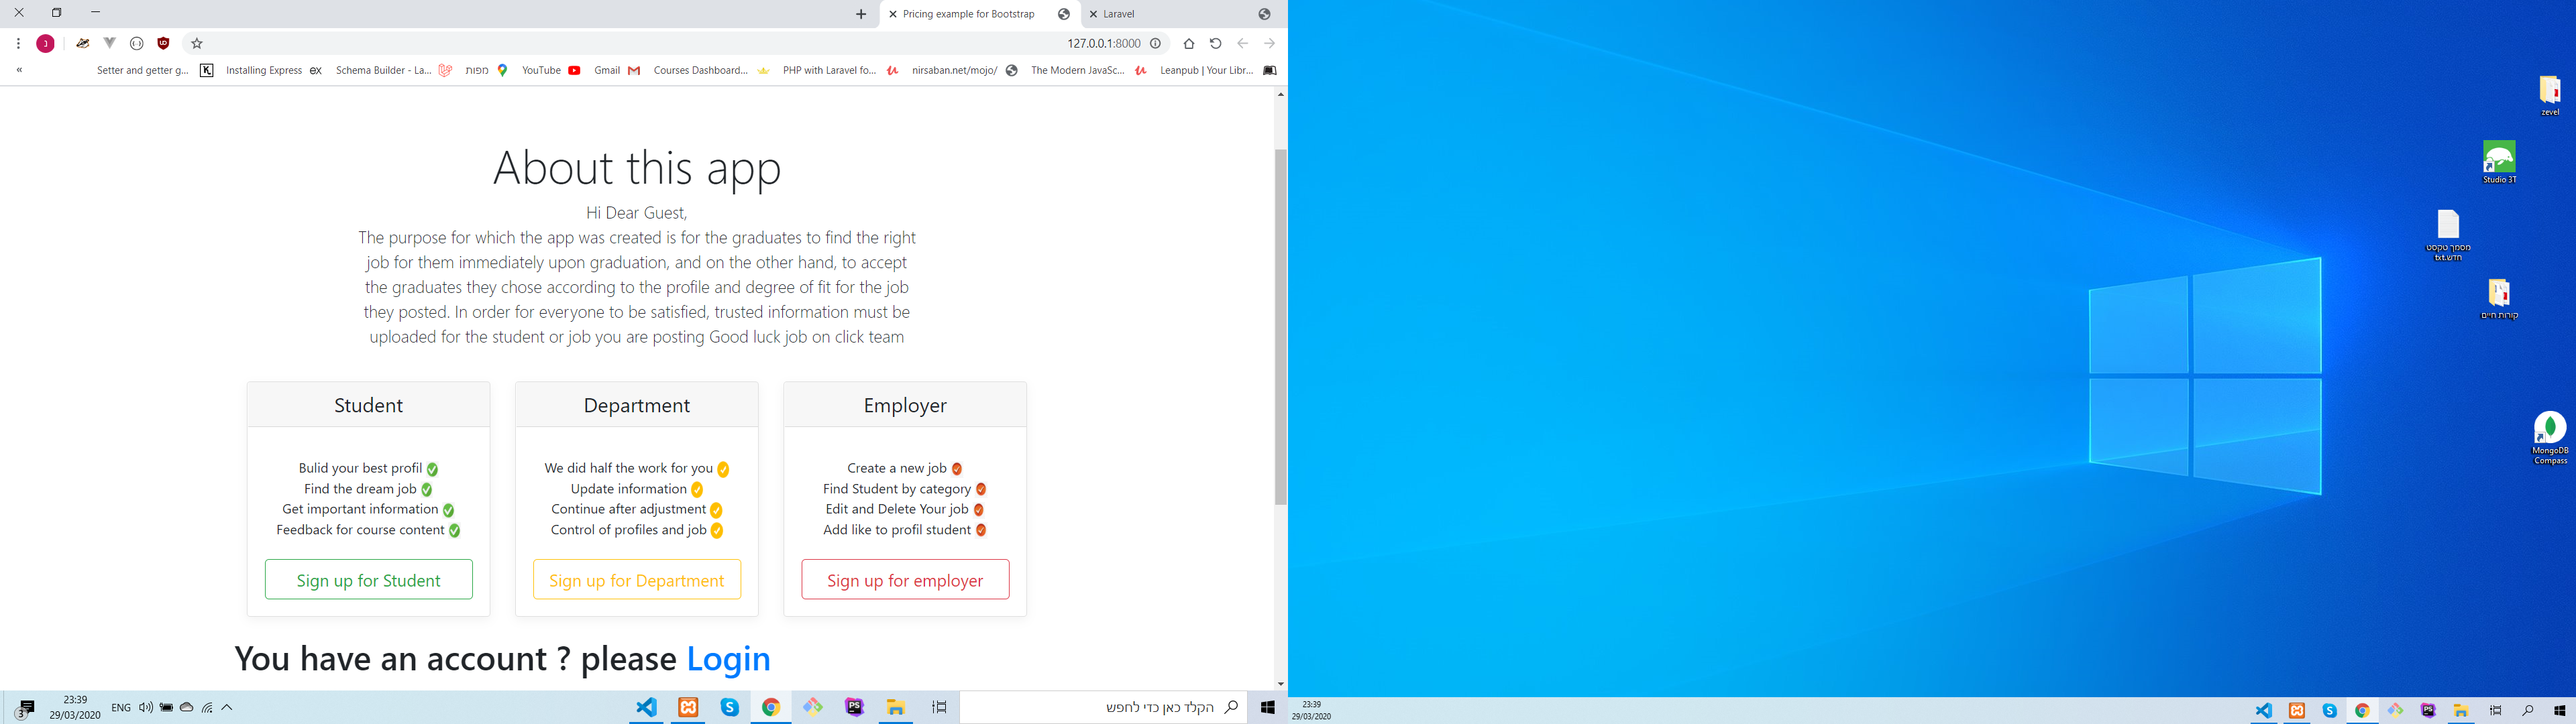 Pricing example for Bootstrap
Laravel
127.0.0.1:8000
Setter and getter g...
Installing Express
ex
Schema Builder - La...
מפות
YouTube
Gmail
Courses Dashboard...
PHP with Laravel fo...
nirsaban.net/mojo/
The Modern JavaSc...
Leanpub | Your Libr...
About this app
Hi Dear Guest,
The purpose for which the app was created is for the graduates to find the right
job for them immediately upon graduation, and on the other hand, to accept
the graduates they chose according to the profile and degree of fit for the job
they posted. In order for everyone to be satisfied, trusted information must be
uploaded for the student or job you are posting Good luck job on click team
Student
Bulid your best profil
Find the dream job
Get important information
Feedback for course content
Sign up for Student
Department
We did half the work for you
Update information
Continue after adjustment
Control of profiles and job
Sign up for Department
Employer
Create a new job
Find Student by category
Edit and Delete Your job
Add like to profil student
Sign up for employer
You have an account ? please Login
3
23:39
29/03/2020
ENG
PS
הקלד כאן כדי לחפש
zevel
Studio 3T
מסמך טקסט
חדש.txt
קורות חיים
MongoDB
Compass
23:39
29/03/2020
PS